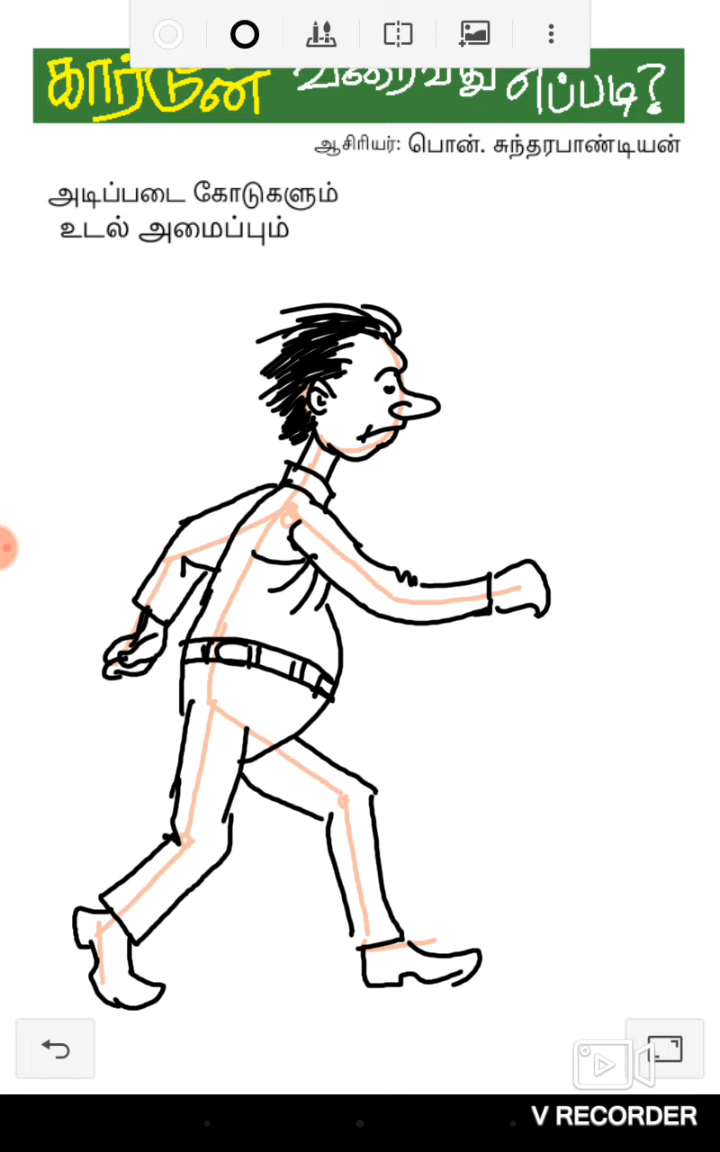 கார்டூன் வரைவது எப்படி?
ஆசிரியர்: பொன். சுந்தரபாண்டியன்
அடிப்படை கோடுகளும்
உடல் அமைப்பும்
V RECORDER